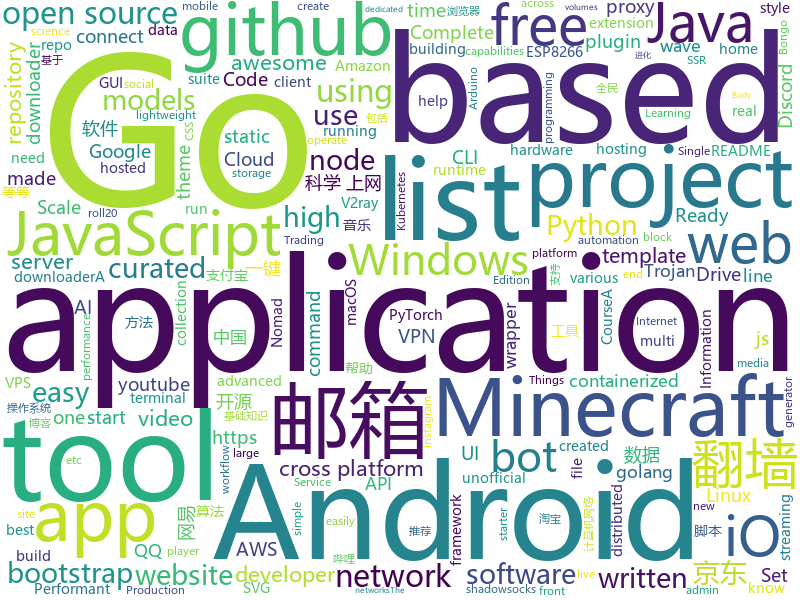 open source
github
free
Java
proxy
time
浏览器
mobile
create
across
volumes
dedicated
science
基于
repo
data
connect
awesome
Complete
extension
style
capabilities
进化
Bongo
repository
downloader
building
ESP8266
plugin
wave
home
SSR
GUI
suite
Code
Amazon
client
Arduino
programming
全民
Discord
models
using
based
help
Learning
real
social
CSS
Body
lightweight
软件
static
use
running
hardware
hosting
README
Single
need
Google
Cloud
node
CLI
runtime
made
hosted
theme
storage
operate
包括
科学 上网
list
project
等等
Scale
roll20
run
V2ray
音乐
Kubernetes
Python
Ready
JavaScript
high
Go
web
server
curated
Windows
template
platform
automation
block
downloaderA
支付宝
一键
Trading
Edition
various
Trojan
Drive
line
AI
collection
command
macOS
PyTorch
wrapper
end
支持
CourseA
Internet
js
方法
中国
Nomad
VPN
工具
multi
Information
performance
application
VPS
easy
youtube
帮助
advanced
Things
containerized
media
操作系统
terminal
开源
基础知识
博客
one
start
邮箱
Instagram
Minecraft
generator
tool
video
https
UI
created
数据
翻墙
workflow
etc
large
cross platform
bot
file
golang
unofficial
Service
API
Linux
new
app
网易
算法
simple
Android
推荐
淘宝
计算机网络
distributed
脚本
iO
streaming
site
best
QQ
AWS
easily
framework
starter
京东
build
player
bootstrap
website
developer
network
software
written
Set
know
Performant
Production
SVG
哔哩
networksThe
shadowsocks
live
front
admin